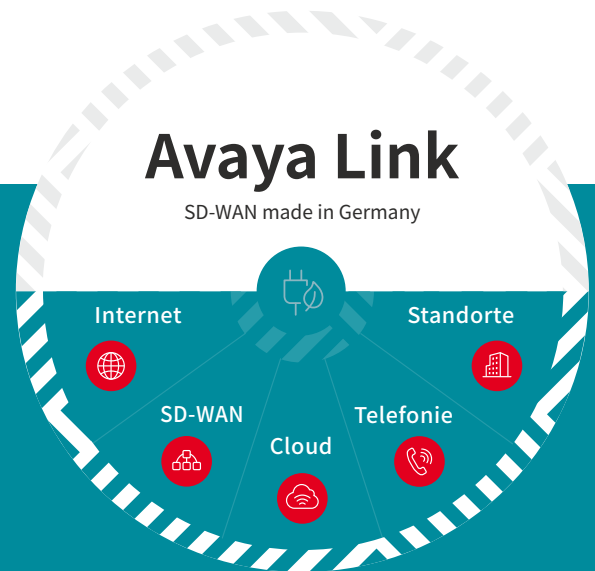 Avaya Link
SD-WAN made in Germany
Internet
Standorte
SD-WAN
Telefonie
Cloud